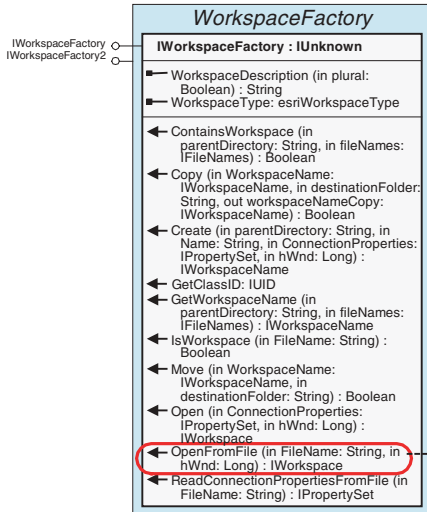 WorkspaceFactory
IWorkspaceFactory
IWorkspaceFactory2
IWorkspaceFactory : IUnknown
WorkspaceDescription (in plural:
Boolean) : String
WorkspaceType: esriWorkspaceType
ContainsWorkspace (in
parentDirectory: String, in fileNames:
IFileNames) : Boolean
Copy (in WorkspaceName:
IWorkspaceName, in destinationFolder:
String, out workspaceNameCopy:
IWorkspaceName) : Boolean
Create (in parentDirectory: String, in
Name: String, in ConnectionProperties:
IPropertySet, in hWnd: Long) :
IWorkspaceName
GetClassID: IUID
GetWorkspaceName (in
parentDirectory: String, in fileNames:
IFileNames) : IWorkspaceName
IsWorkspace (in FileName: String) :
Boolean
Move (in WorkspaceName:
IWorkspaceName, in
destinationFolder: String) : Boolean
Open (in ConnectionProperties:
IPropertySet, in hWnd: Long) :
IWorkspace
OpenFromFile (in FileName: String, in
hWnd: Long) : IWorkspace
ReadConnectionPropertiesFromFile (in
FileName: String) : IPropertySet